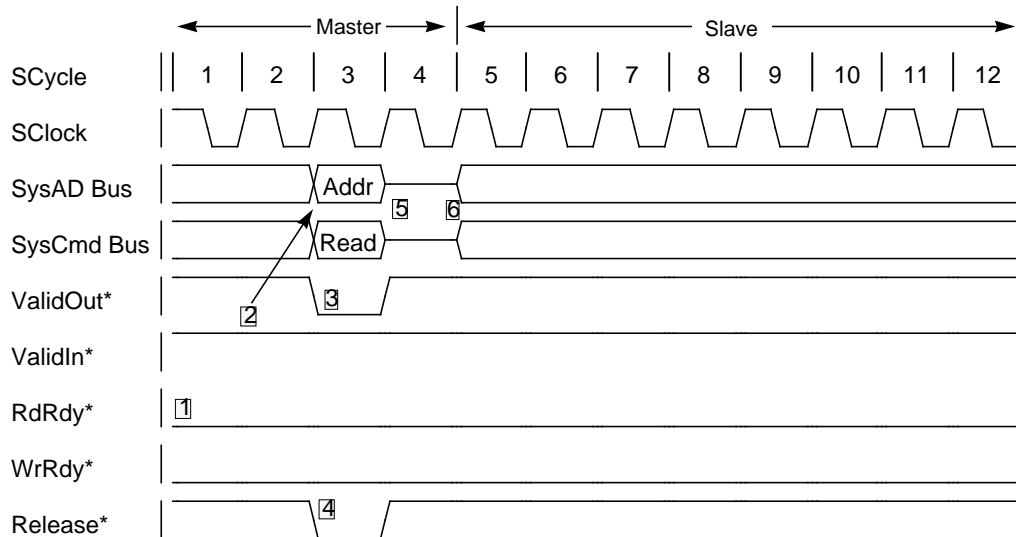 Master Slave
SCycle 1 2 3 4 5 6 7 8 9 10 11 12
SClock
SysAD Bus Addr
5 6
SysCmd Bus Read
ValidOut* 3
2
ValidIn*
RdRdy* 1
WrRdy*
4
Release*